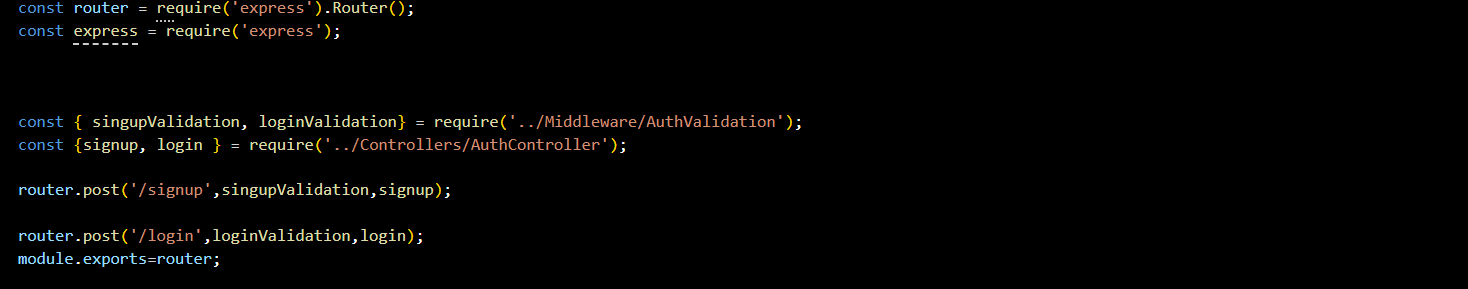 const router = require('express').Router();
const express = require('express');
const { singupValidation, loginValidation} = require('../Middleware/AuthValidation');
const {signup, login } = require('../Controllers/AuthController');
router.post('/signup',singupValidation,signup);
router.post('/login',loginValidation,login);
module.exports=router;